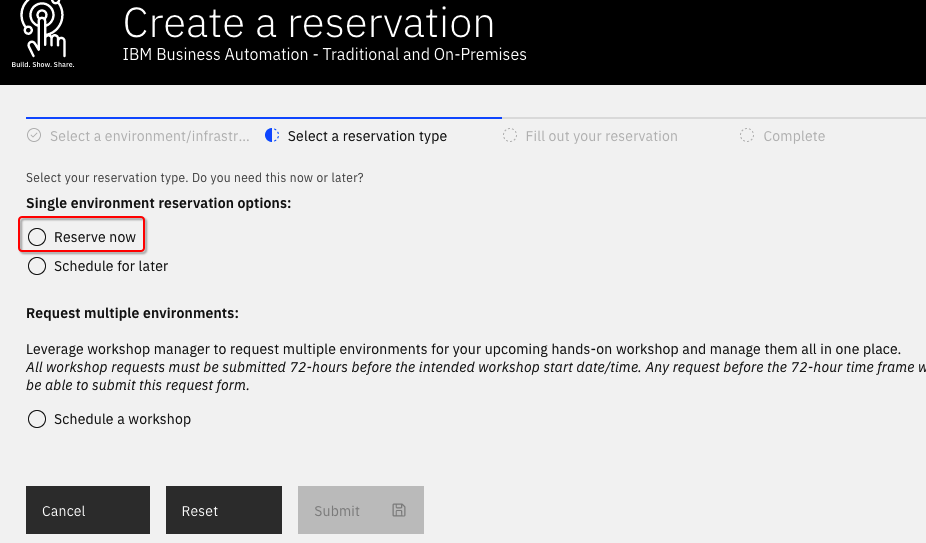 Create a reservation
IBM Business Automation - Traditional and On-Premises
Build. Show. Share.
Select a environment/infrastr...
Select a reservation type
Fill out your reservation
Complete
Select your reservation type. Do you need this now or later?
Single environment reservation options:
Reserve now
Schedule for later
Request multiple environments:
Leverage workshop manager to request multiple environments for your upcoming hands-on workshop and manage them all in one place.
All workshop requests must be submitted 72-hours before the intended workshop start date/time. Any request before the 72-hour time frame
be able to submit this request form.
Schedule a workshop
Cancel
Reset
Submit